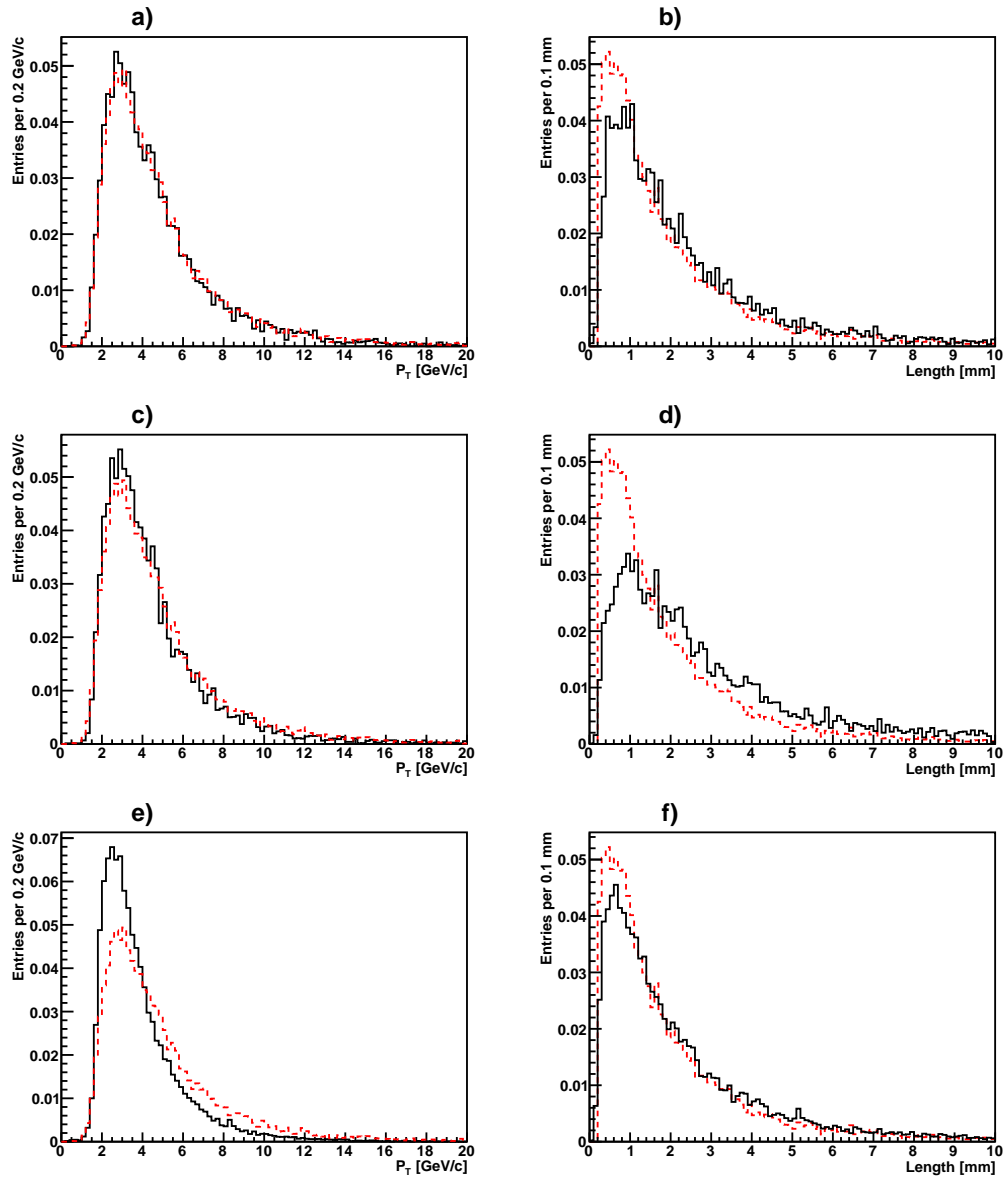 a)
Entries per 0.2 GeV/c
0.05
0.04
0.03
0.02
0.01
0
0 2 4 6 8 10 12 14 16 18 20
P_T [GeV/c]
b)
Entries per 0.1 mm
0.05
0.04
0.03
0.02
0.01
0
0 1 2 3 4 5 6 7 8 9 10
Length [mm]
c)
Entries per 0.2 GeV/c
0.05
0.04
0.03
0.02
0.01
0
0 2 4 6 8 10 12 14 16 18 20
P_T [GeV/c]
d)
Entries per 0.1 mm
0.05
0.04
0.03
0.02
0.01
0
0 1 2 3 4 5 6 7 8 9 10
Length [mm]
e)
Entries per 0.2 GeV/c
0.07
0.06
0.05
0.04
0.03
0.02
0.01
0
0 2 4 6 8 10 12 14 16 18 20
P_T [GeV/c]
f)
Entries per 0.1 mm
0.05
0.04
0.03
0.02
0.01
0
0 1 2 3 4 5 6 7 8 9 10
Length [mm]